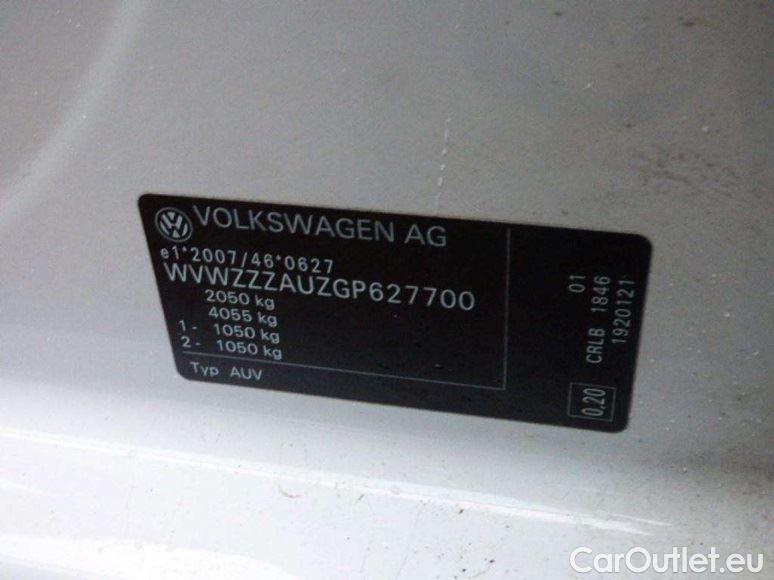 VOLKSWAGEN AG
e1*2007/46*0627
WVWZZZAUZGP627700
2050 kg
4055 kg
1- 1050 kg
2- 1050 kg
Typ AUV
01
CRLB 1846
1920121
0.20
CarOutlet.eu